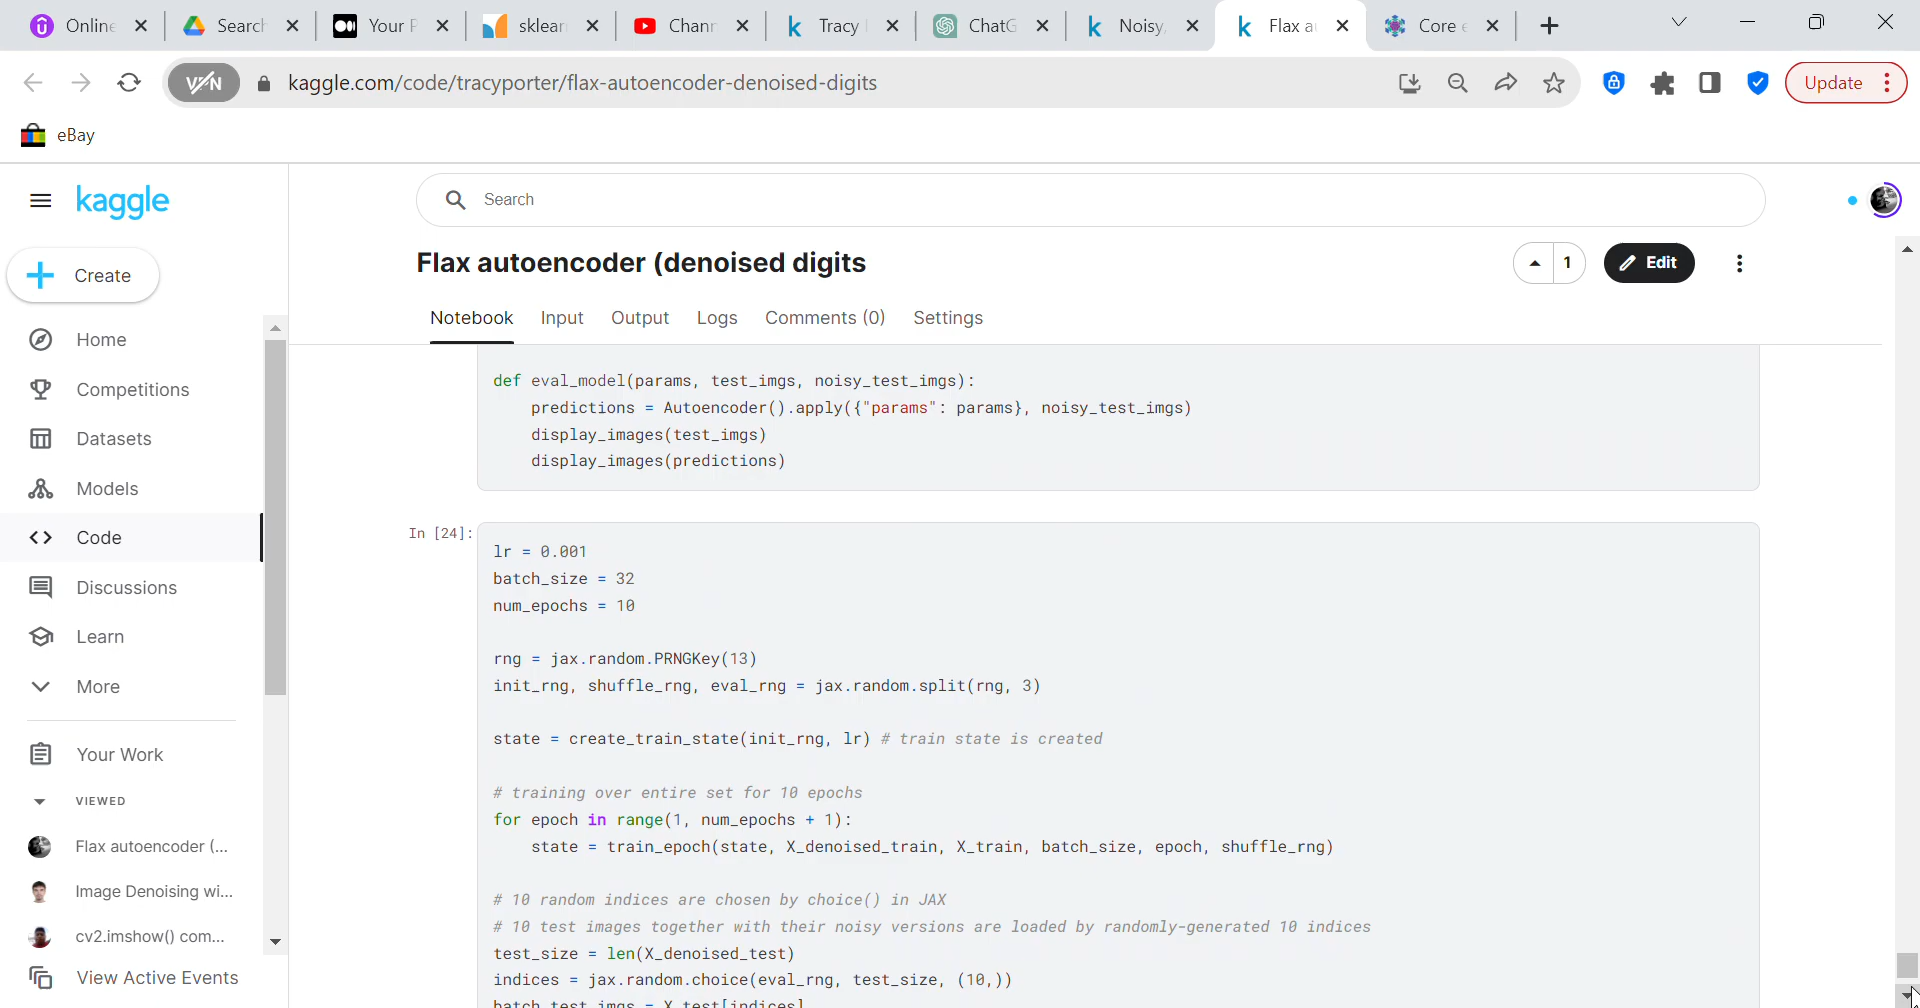 Online
Search
Your P
sklear
Chann
Tracy
ChatG
Noisy,
Flax au
Core e
VPN
kaggle.com/code/tracyporter/flax-autoencoder-denoised-digits
Update
eBay
kaggle
Search
Create
Flax autoencoder (denoised digits
1
Edit
Notebook Input Output Logs Comments (0) Settings
Home
Competitions
Datasets
Models
Code
Discussions
Learn
More
Your Work
VIEWED
Flax autoencoder (...
Image Denoising wi...
cv2.imshow() com...
View Active Events
def eval_model(params, test_imgs, noisy_test_imgs):
predictions = Autoencoder().apply({"params": params}, noisy_test_imgs)
display_images(test_imgs)
display_images(predictions)
In [24]:
lr = 0.001
batch_size = 32
num_epochs = 10
rng = jax.random.PRNGKey(13)
init_rng, shuffle_rng, eval_rng = jax.random.split(rng, 3)
state = create_train_state(init_rng, lr) # train state is created
# training over entire set for 10 epochs
for epoch in range(1, num_epochs + 1):
state = train_epoch(state, X_denoised_train, X_train, batch_size, epoch, shuffle_rng)
# 10 random indices are chosen by choice() in JAX
# 10 test images together with their noisy versions are loaded by randomly-generated 10 indices
test_size = len(X_denoised_test)
indices = jax.random.choice(eval_rng, test_size, (10,))
batch_test_imgs = X_test[indices]